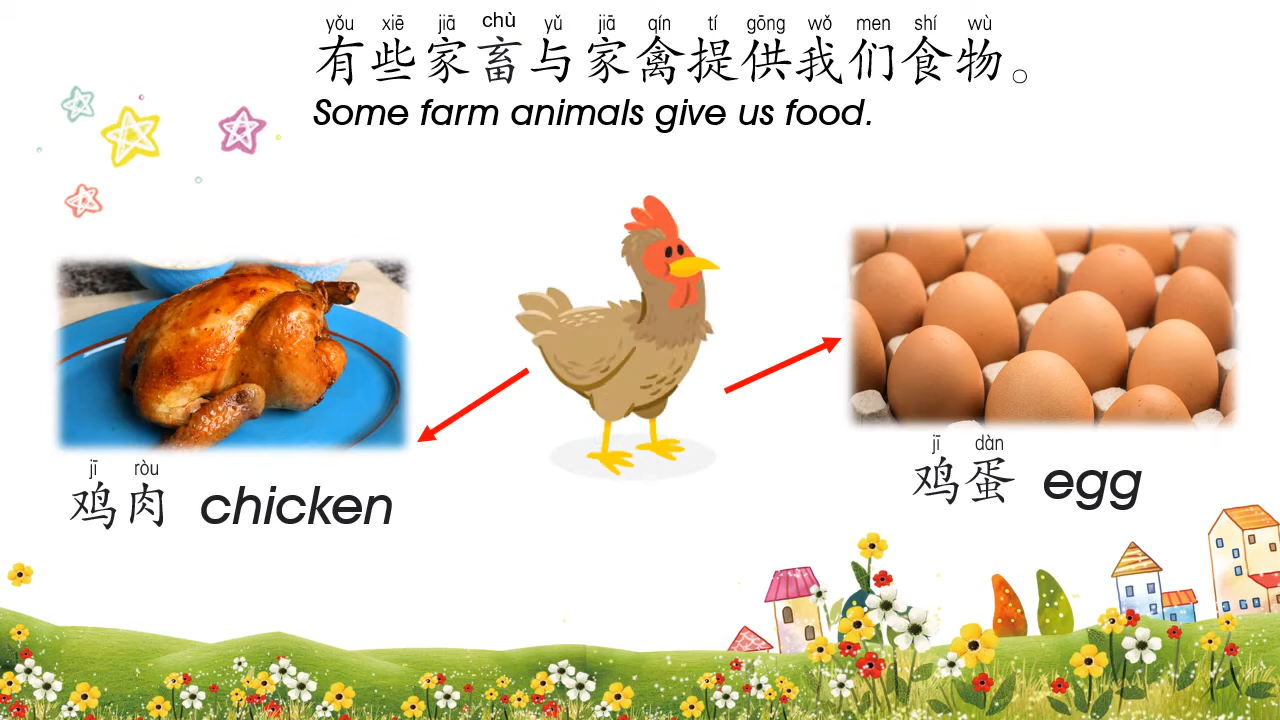 yǒu xiē jiā chù yǔ jiā qín tí gōng wǒ men shí wù
有些家畜与家禽提供我们食物。
Some farm animals give us food.
jī ròu
鸡肉 chicken
jī dàn
鸡蛋 egg